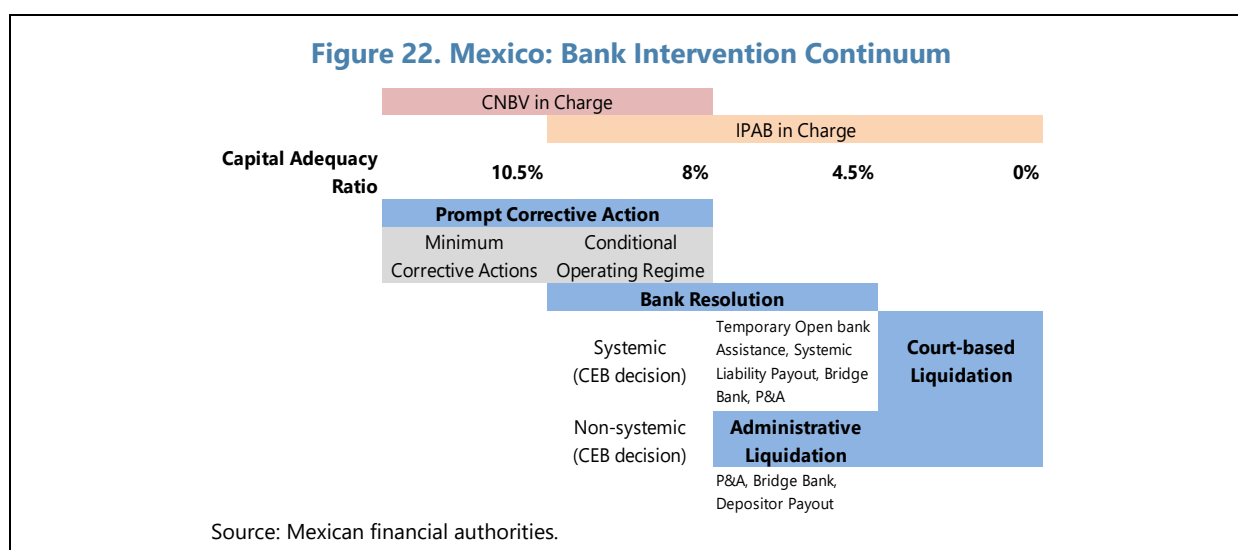 Figure 22. Mexico: Bank Intervention Continuum
CNBV in Charge
IPAB in Charge
Capital Adequacy
Ratio
10.5%
8%
4.5%
0%
Prompt Corrective Action
Minimum
Corrective Actions
Conditional
Operating Regime
Bank Resolution
Systemic
(CEB decision)
Temporary Open bank
Assistance, Systemic
Liability Payout, Bridge
Bank, P&A
Court-based
Liquidation
Non-systemic
(CEB decision)
Administrative
Liquidation
P&A, Bridge Bank,
Depositor Payout
Source: Mexican financial authorities.